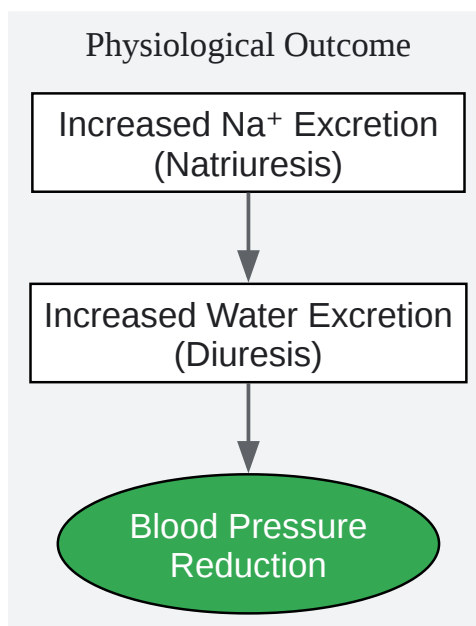 Physiological Outcome
Increased Na⁺ Excretion
(Natriuresis)
Increased Water Excretion
(Diuresis)
Blood Pressure
Reduction